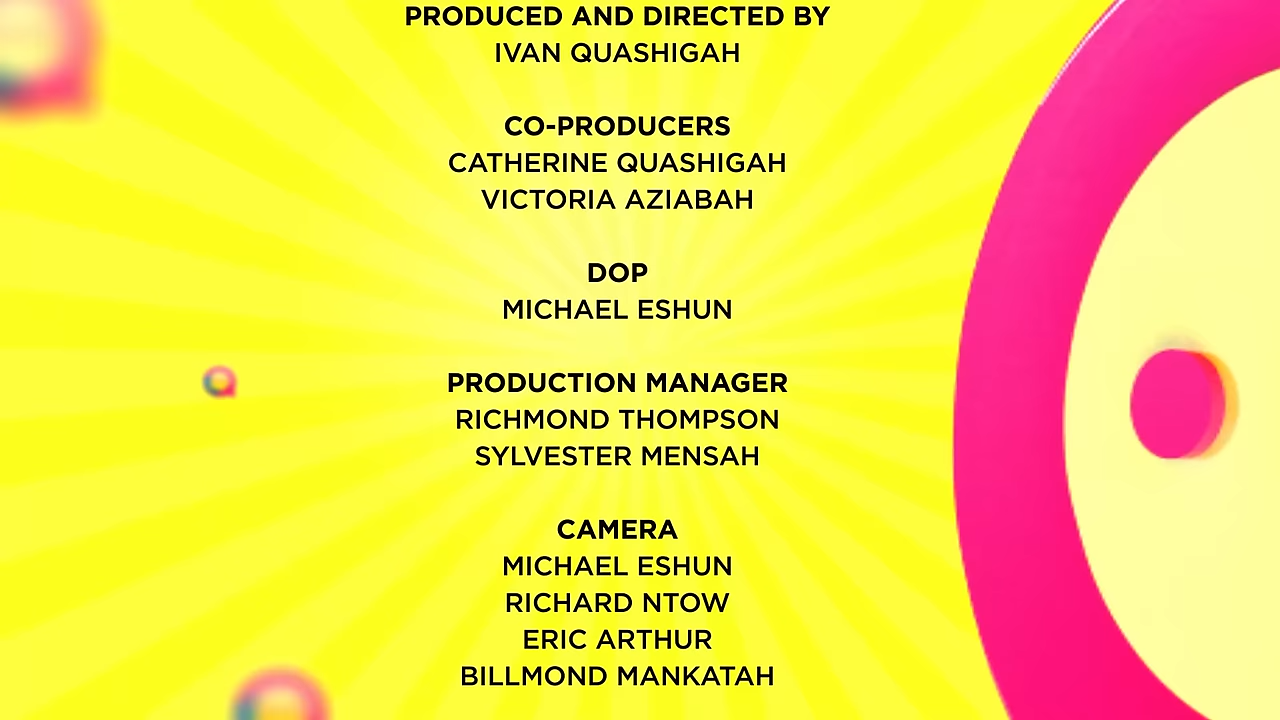 PRODUCED AND DIRECTED BY
IVAN QUASHIGAH
CO-PRODUCERS
CATHERINE QUASHIGAH
VICTORIA AZIABAH
DOP
MICHAEL ESHUN
PRODUCTION MANAGER
RICHMOND THOMPSON
SYLVESTER MENSAH
CAMERA
MICHAEL ESHUN
RICHARD NTOW
ERIC ARTHUR
BILLMOND MANKATAH